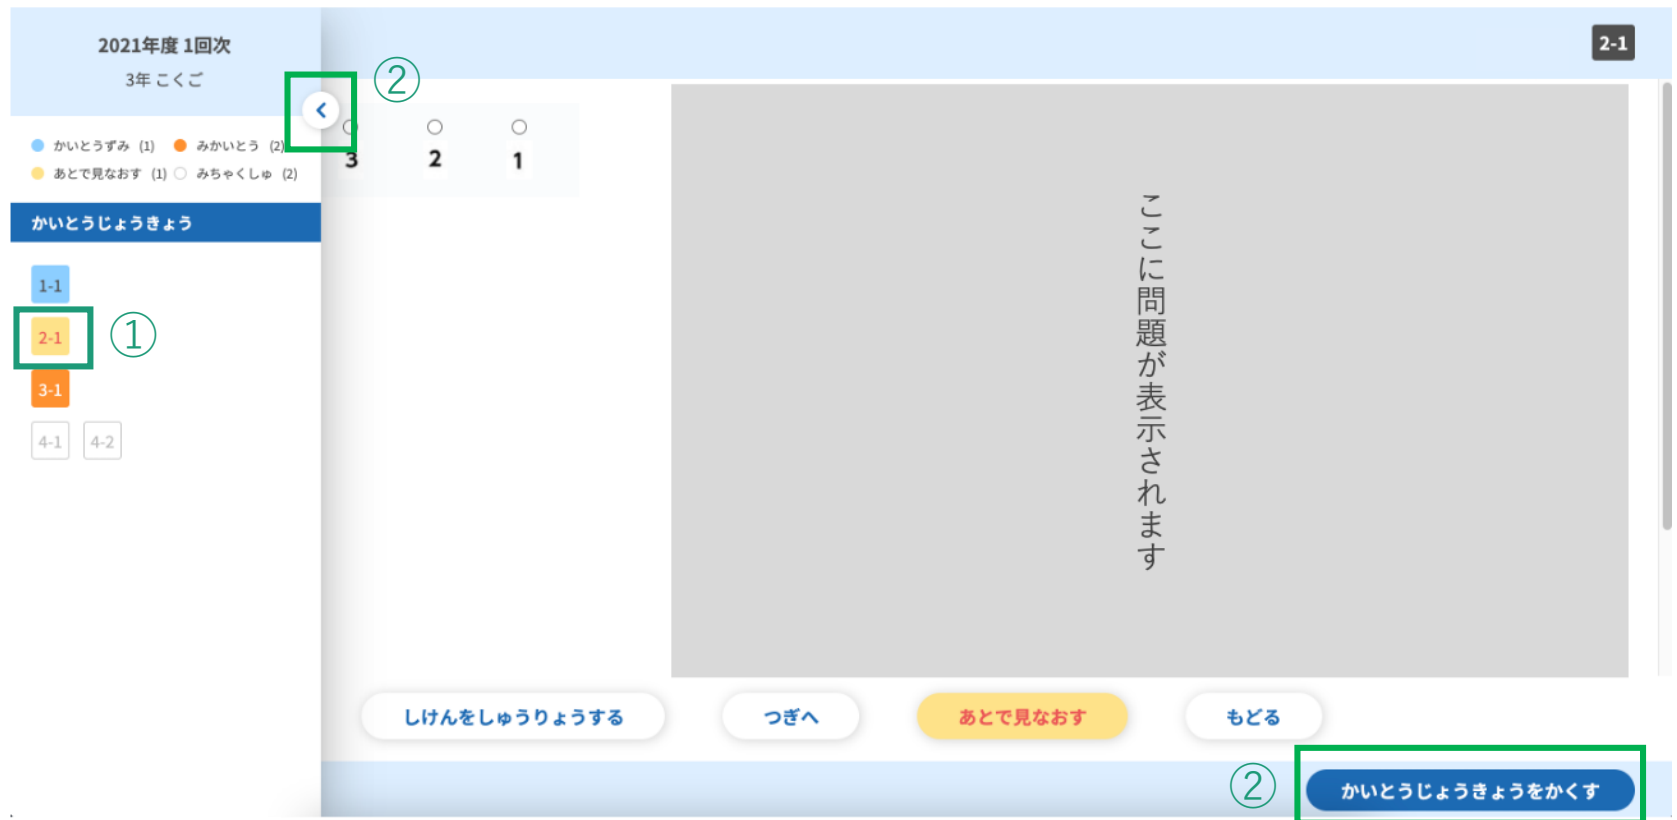 2021年度 1回次
3年 こくご
②
2-1
かいとうずみ (1) みかいとう (2)
あとで見なおす (1) みちゃくしゅ (2)
かいとうじょうきょう
1-1
2-1 ①
3-1
4-1 4-2
3 2 1
ここに問題が表示されます
しけんをしゅうりょうする つぎへ あとで見なおす もどる
② かいとうじょうきょうをかくす